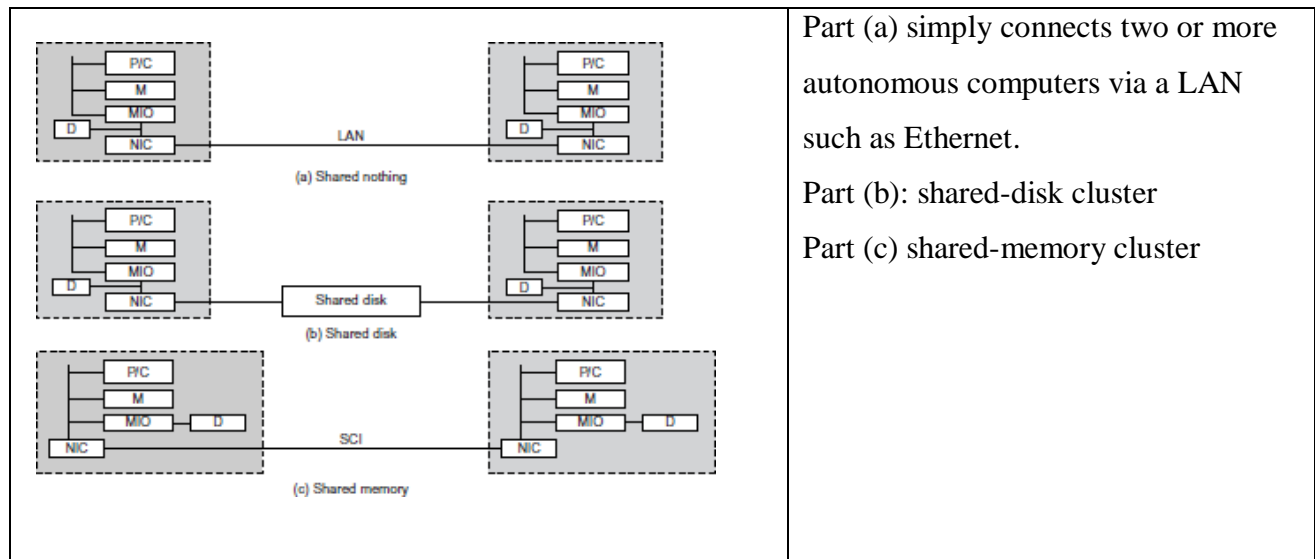 P/C
M
MIO
D
NIC
LAN
P/C
M
MIO
D
NIC
(a) Shared nothing
P/C
M
MIO
D
NIC
Shared disk
P/C
M
MIO
D
NIC
(b) Shared disk
P/C
M
MIO
D
NIC
SCI
P/C
M
MIO
D
NIC
(c) Shared memory
Part (a) simply connects two or more
autonomous computers via a LAN
such as Ethernet.
Part (b): shared-disk cluster
Part (c) shared-memory cluster